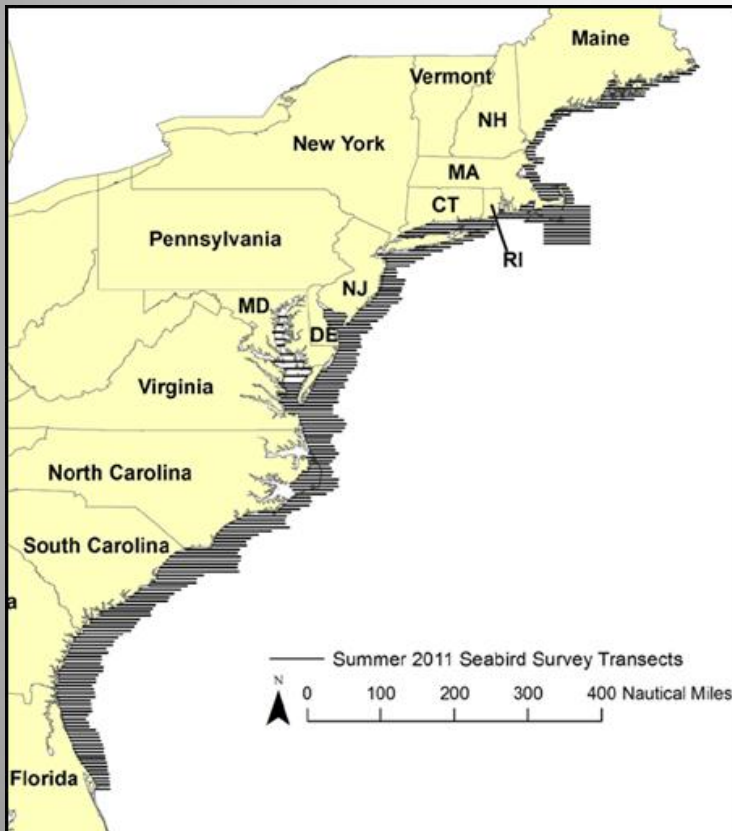 Maine
Vermont
NH
New York
MA
CT
Pennsylvania
RI
NJ
MD
DE
Virginia
North Carolina
South Carolina
a
Summer 2011 Seabird Survey Transects
N
0 100 200 300 400 Nautical Miles
Florida